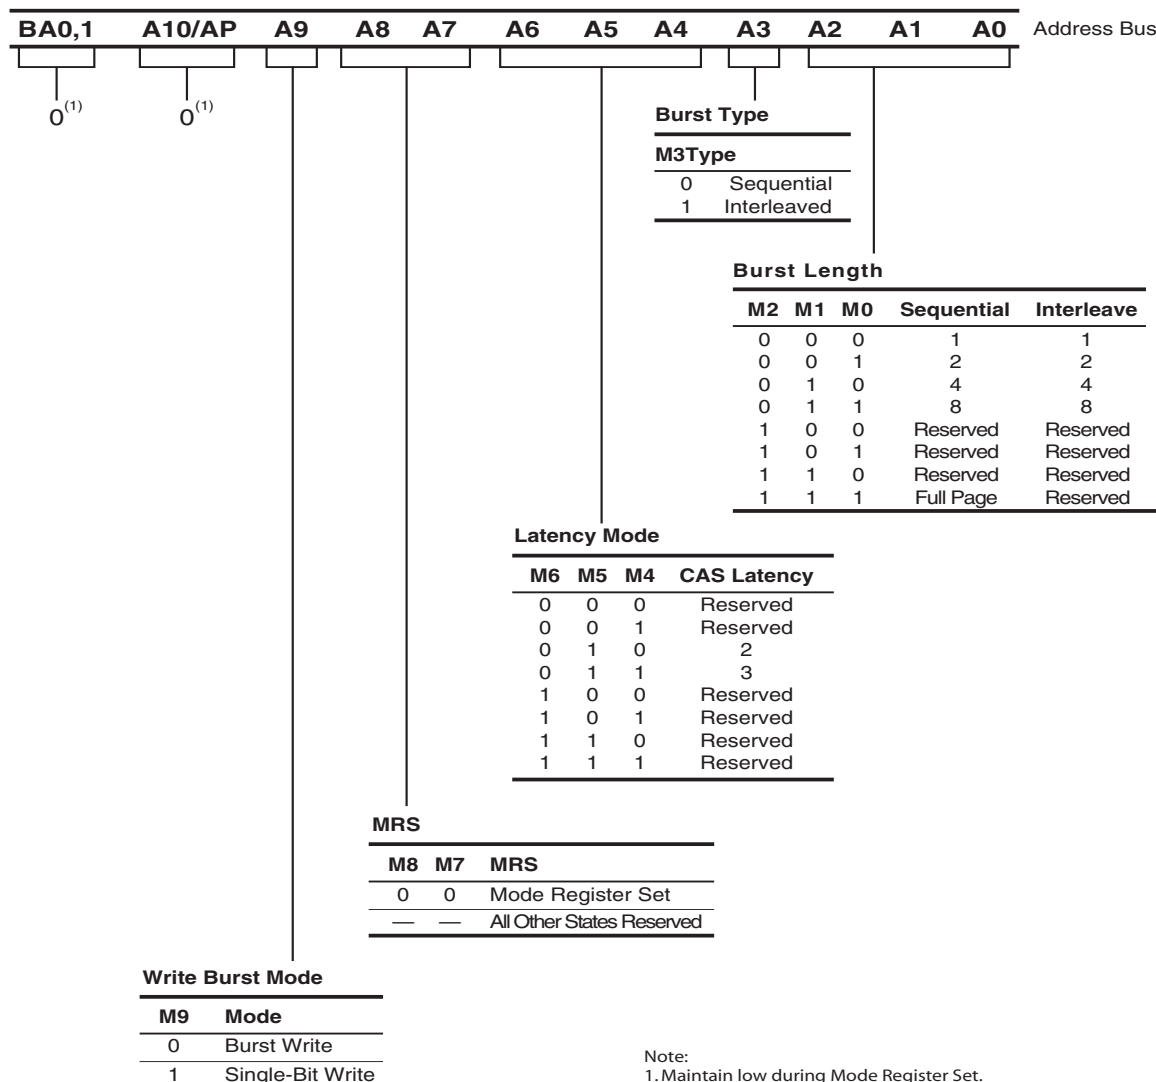 BA0,1 A10/AP A9 A8 A7 A6 A5 A4 A3 A2 A1 A0 Address Bus
0(1) 0(1)
Burst Type
M3Type
0 Sequential
1 Interleaved
Burst Length
M2 M1 M0 Sequential Interleave
0 0 0 1 1
0 0 1 2 2
0 1 0 4 4
0 1 1 8 8
1 0 0 Reserved Reserved
1 0 1 Reserved Reserved
1 1 0 Reserved Reserved
1 1 1 Full Page Reserved
Latency Mode
M6 M5 M4 CAS Latency
0 0 0 Reserved
0 0 1 Reserved
0 1 0 2
0 1 1 3
1 0 0 Reserved
1 0 1 Reserved
1 1 0 Reserved
1 1 1 Reserved
MRS
M8 M7 MRS
0 0 Mode Register Set
— — All Other States Reserved
Write Burst Mode
M9 Mode
0 Burst Write
1 Single-Bit Write
Note:
1. Maintain low during Mode Register Set.